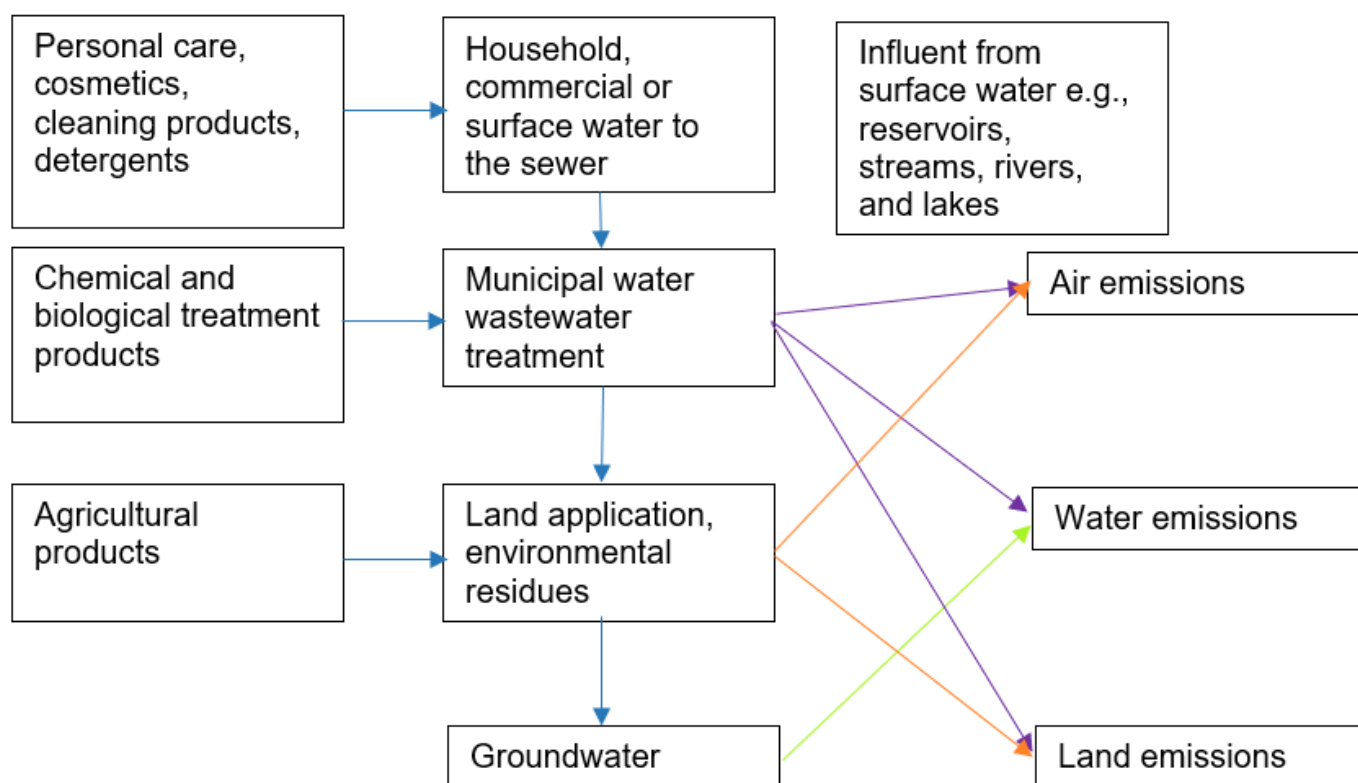 Personal care,
cosmetics,
cleaning products,
detergents
Household,
commercial or
surface water to
the sewer
Influent from
surface water e.g.,
reservoirs,
streams, rivers,
and lakes
Chemical and
biological treatment
products
Municipal water
wastewater
treatment
Air emissions
Agricultural
products
Land application,
environmental
residues
Water emissions
Groundwater
Land emissions